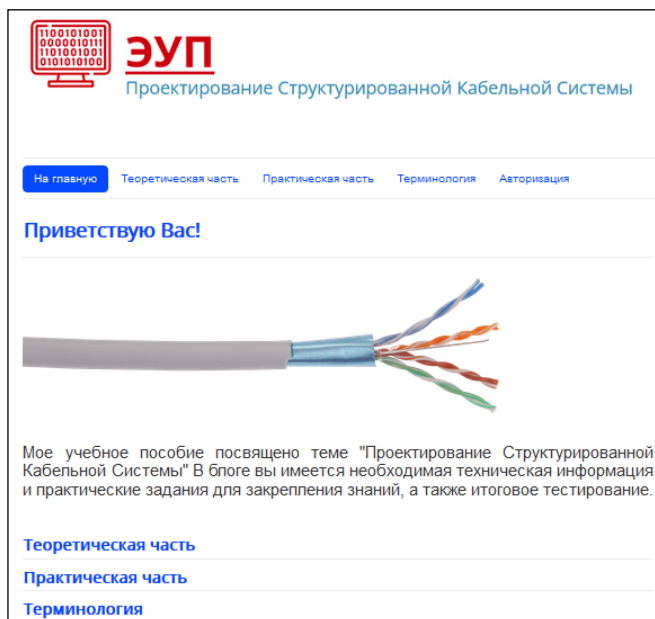 1100101001
0000001011
1101001001
0101010100
ЭУП
Проектирование Структурированной Кабельной Системы
На главную Теоретическая часть Практическая часть Терминология Авторизация
Приветствую Вас!
Мое учебное пособие посвящено теме "Проектирование Структурированной
Кабельной Системы" В блоге вы имеется необходимая техническая информация
и практические задания для закрепления знаний, а также итоговое тестирование.
Теоретическая часть
Практическая часть
Терминология